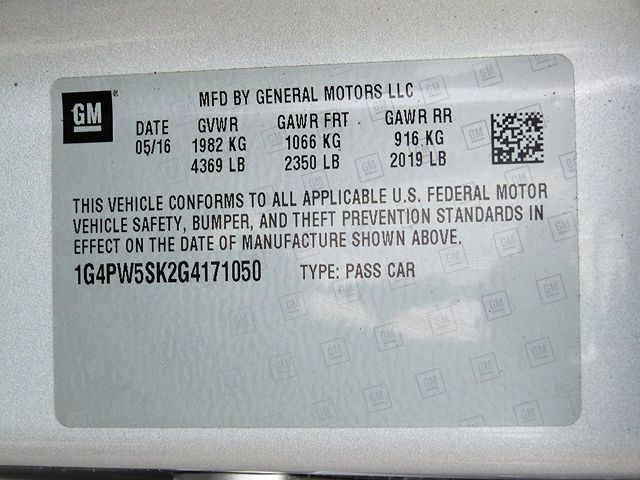 GM ®
MFD BY GENERAL MOTORS LLC
DATE GVWR GAWR FRT GAWR RR
05/16 1982 KG 1066 KG 916 KG
4369 LB 2350 LB 2019 LB
THIS VEHICLE CONFORMS TO ALL APPLICABLE U.S. FEDERAL MOTOR
VEHICLE SAFETY, BUMPER, AND THEFT PREVENTION STANDARDS IN
EFFECT ON THE DATE OF MANUFACTURE SHOWN ABOVE.
1G4PW5SK2G4171050 TYPE: PASS CAR